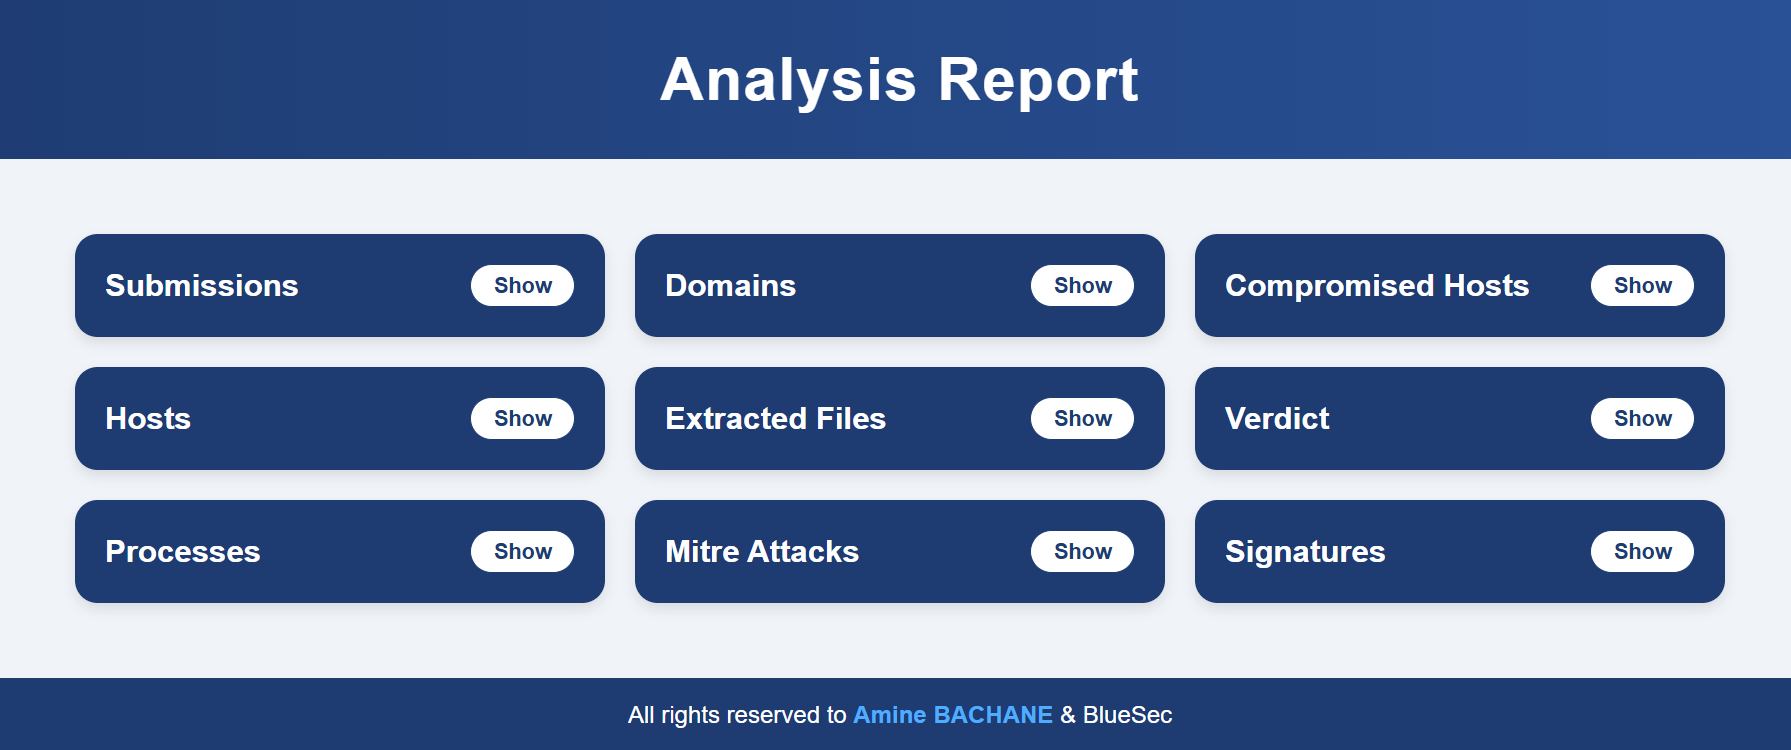 Analysis Report
Submissions Show
Domains Show
Compromised Hosts Show
Hosts Show
Extracted Files Show
Verdict Show
Processes Show
Mitre Attacks Show
Signatures Show
All rights reserved to Amine BACHANE & BlueSec